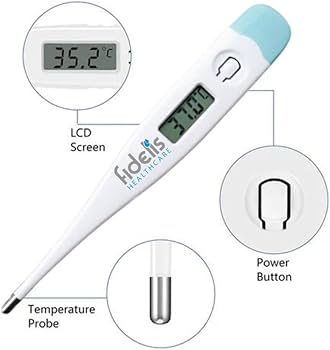 35.2°C
LCD
Screen
37.0°C
fidelis
HEALTHCARE
Power
Button
Temperature
Probe